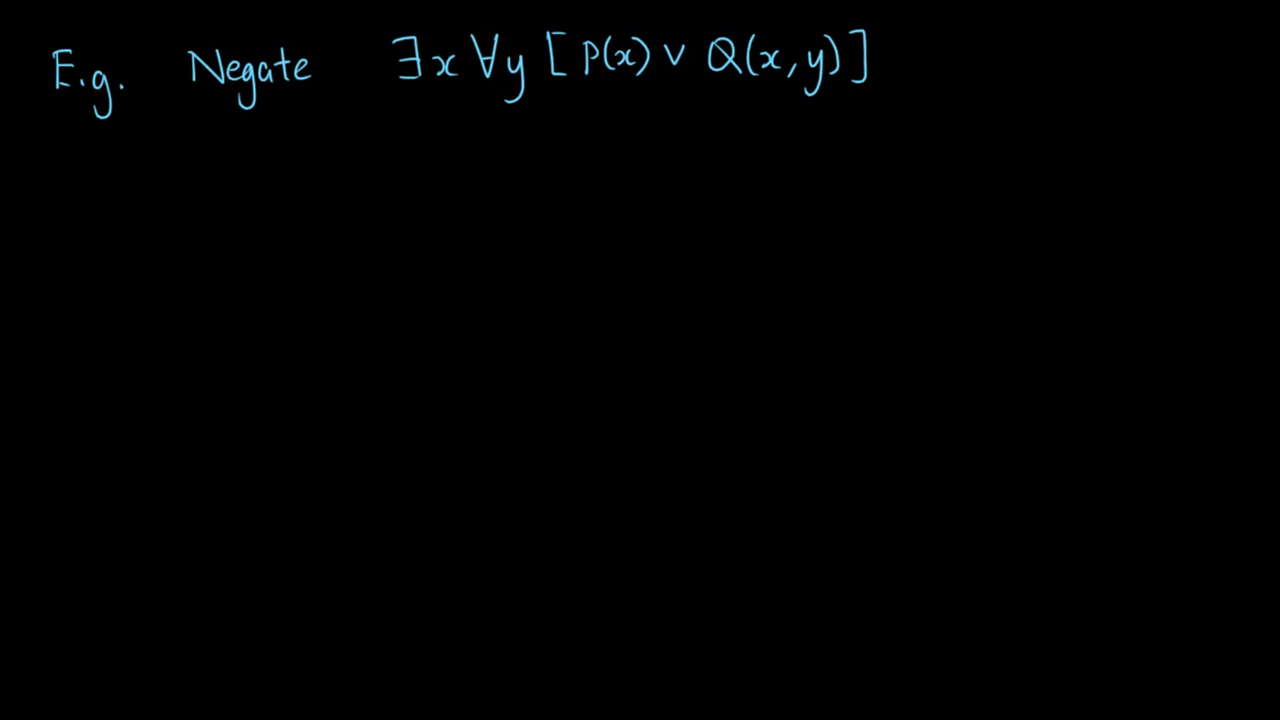 E.g. Negate ∃x ∀y [ P(x) ∨ Q(x, y) ]